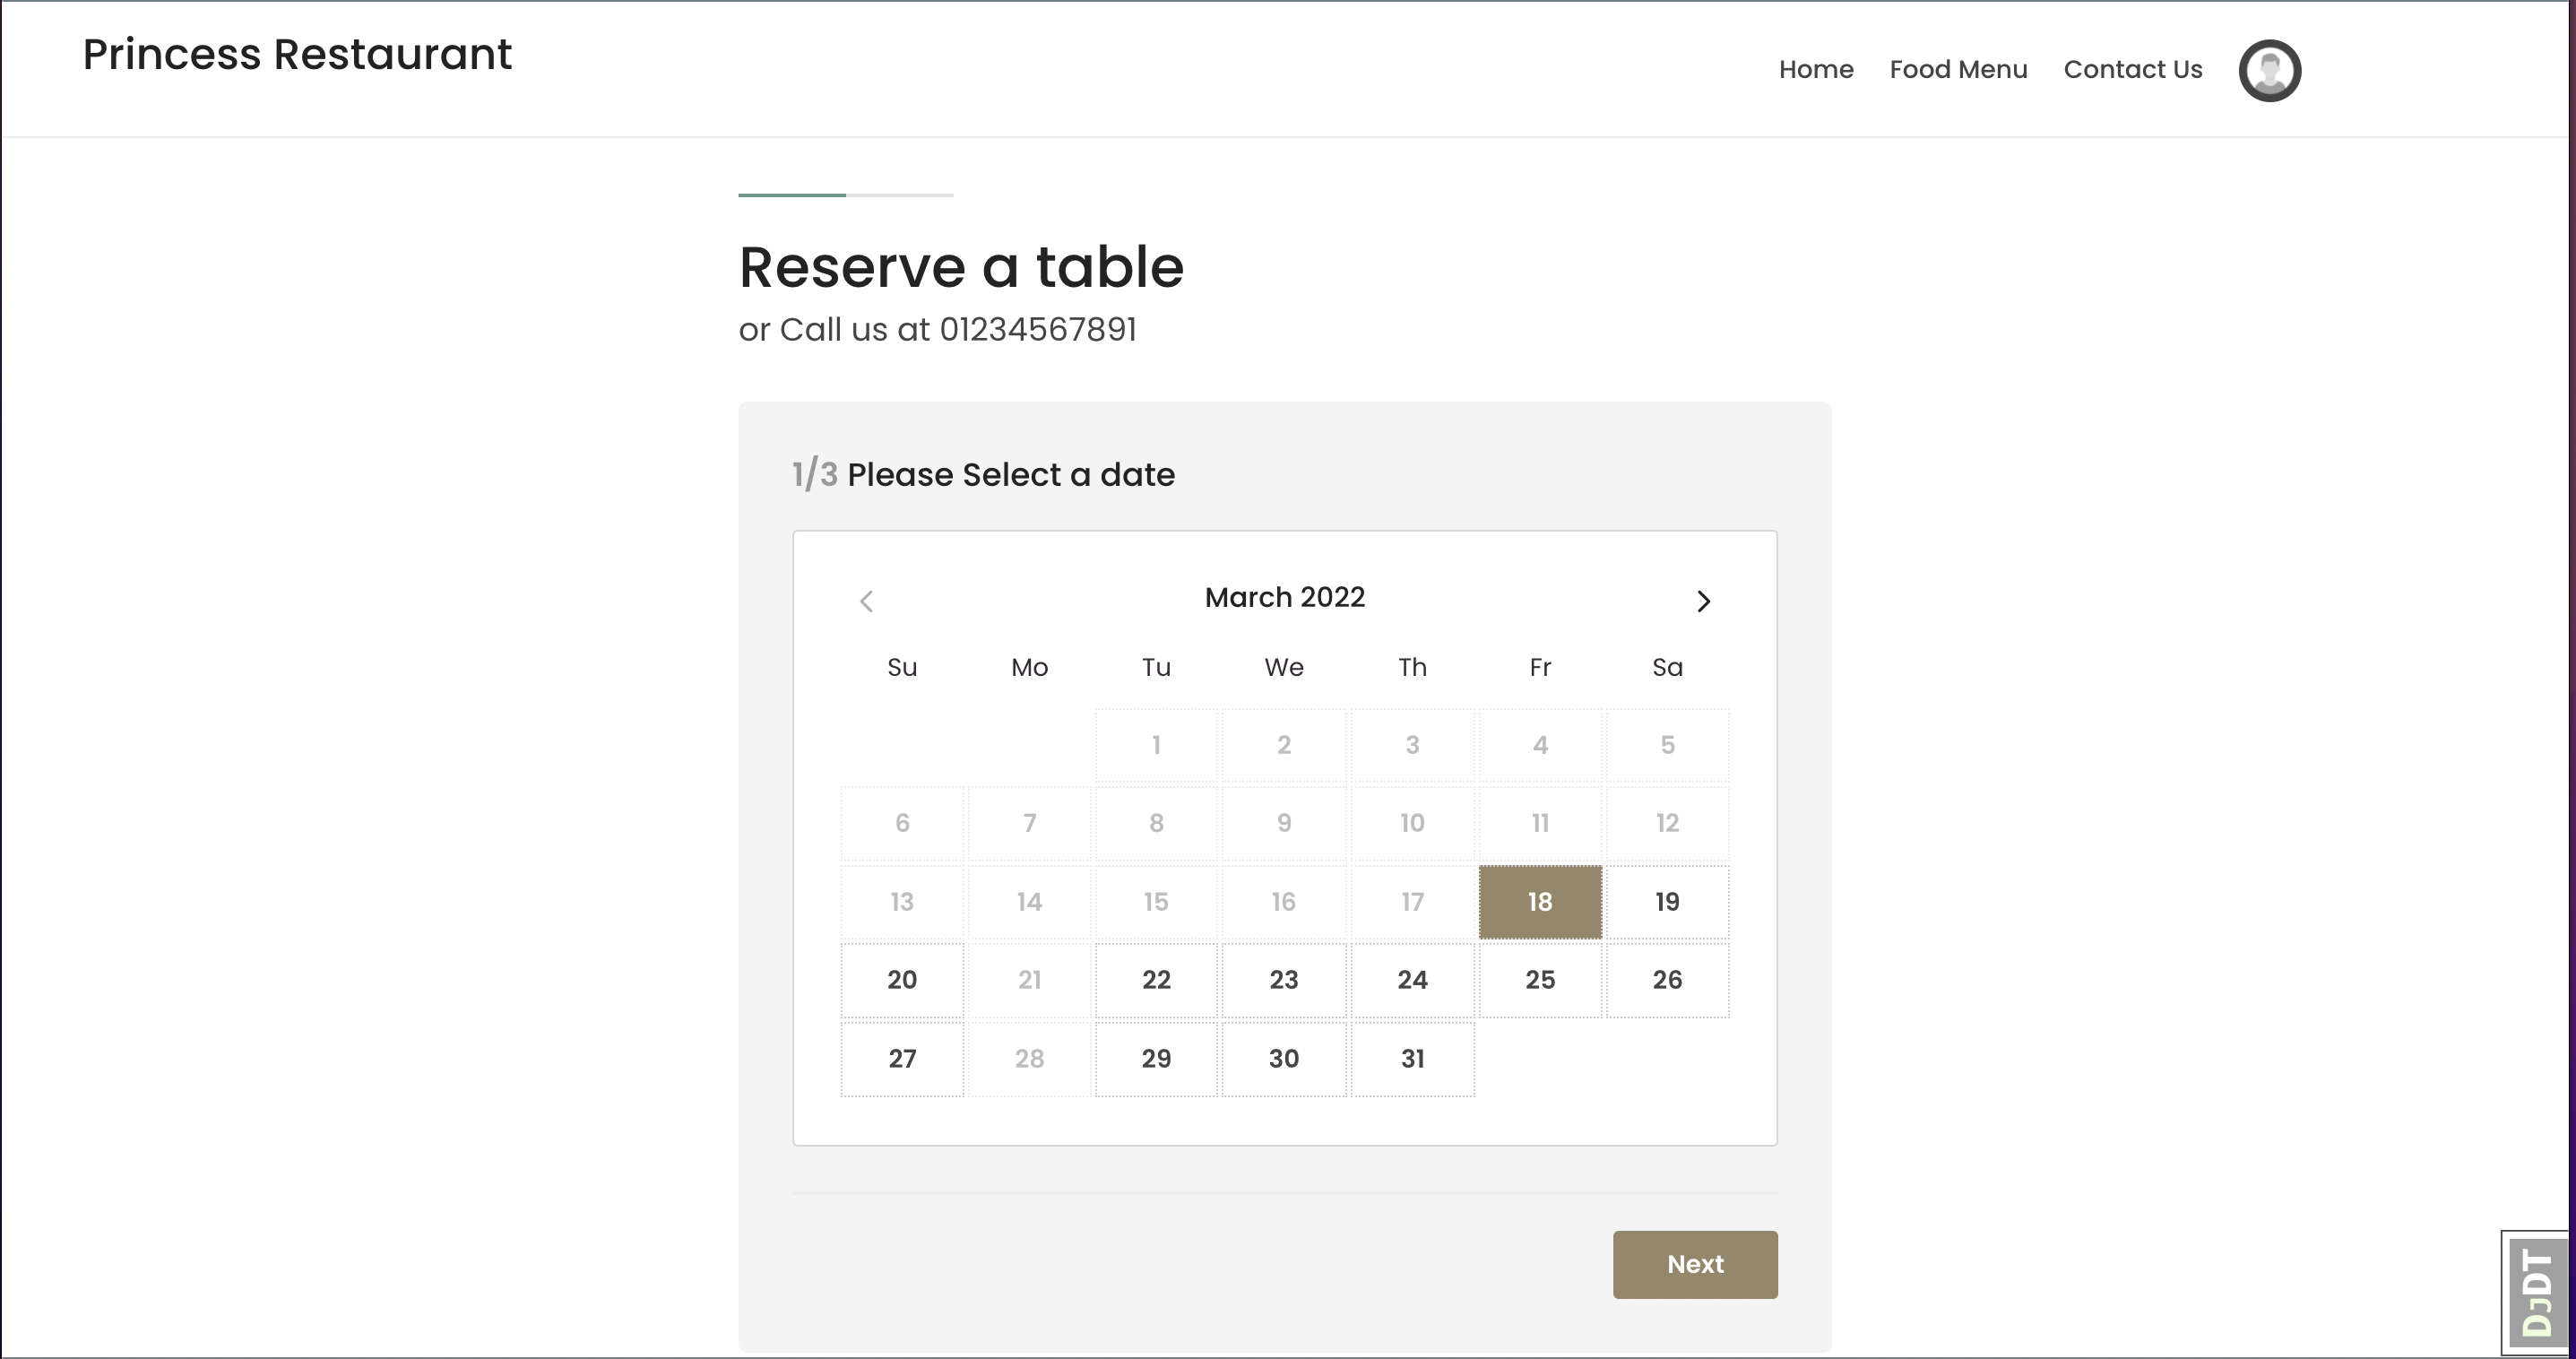 Princess Restaurant
Home Food Menu Contact Us
Reserve a table
or Call us at 01234567891
1/3 Please Select a date
March 2022
Su Mo Tu We Th Fr Sa
1 2 3 4 5
6 7 8 9 10 11 12
13 14 15 16 17 18 19
20 21 22 23 24 25 26
27 28 29 30 31
Next
DJDT